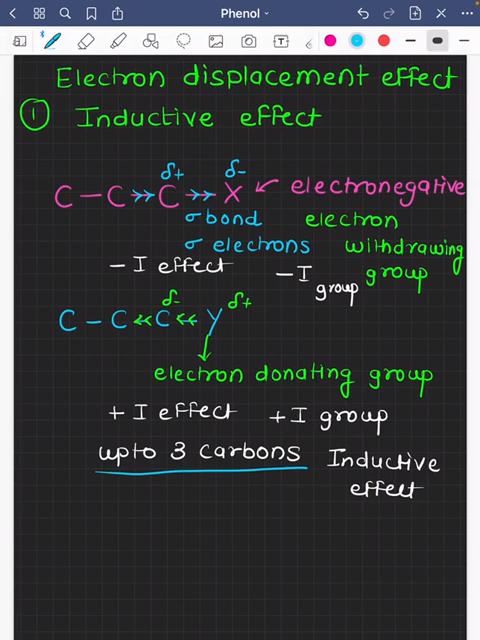 Phenol
Electron displacement effect
① Inductive effect
δ+ δ-
C - C →→ C →→ X ← electronegative
σ bond electron
σ electrons withdrawing
- I effect - I group
group
δ- δ+
C - C ←← C ←← Y
electron donating group
+ I effect + I group
upto 3 carbons Inductive
effect